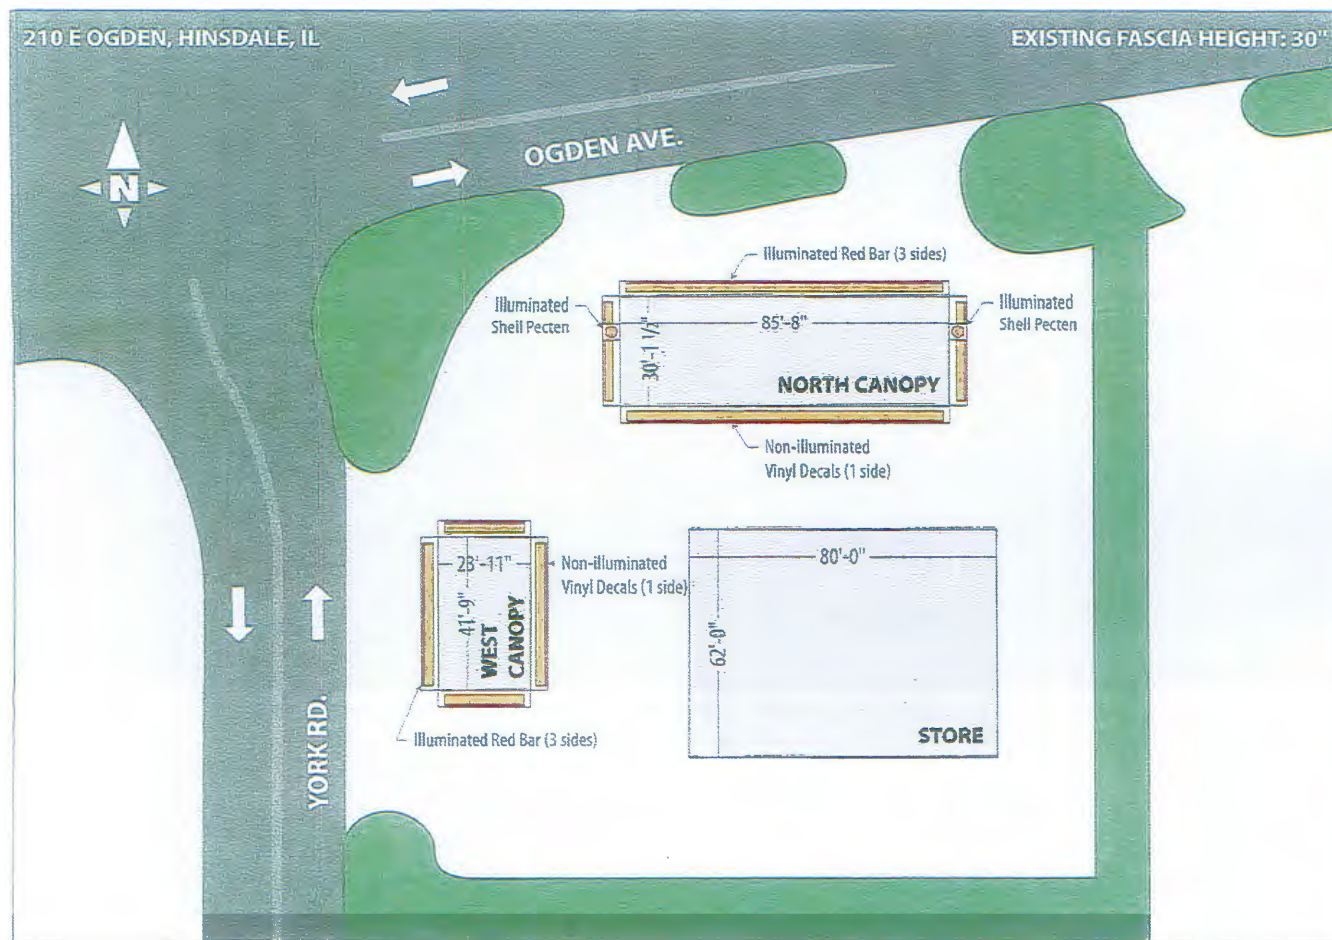 210 E OGDEN, HINSDALE, IL
EXISTING FASCIA HEIGHT: 30"
OGDEN AVE.
N
Illuminated Red Bar (3 sides)
Illuminated
Shell Pecten
Illuminated
Shell Pecten
85'-8"
30'-1 1/2"
NORTH CANOPY
Non-illuminated
Vinyl Decals (1 side)
23'-11"
41'-9"
WEST
CANOPY
Non-illuminated
Vinyl Decals (1 side)
Illuminated Red Bar (3 sides)
80'-0"
62'-0"
STORE
YORK RD.